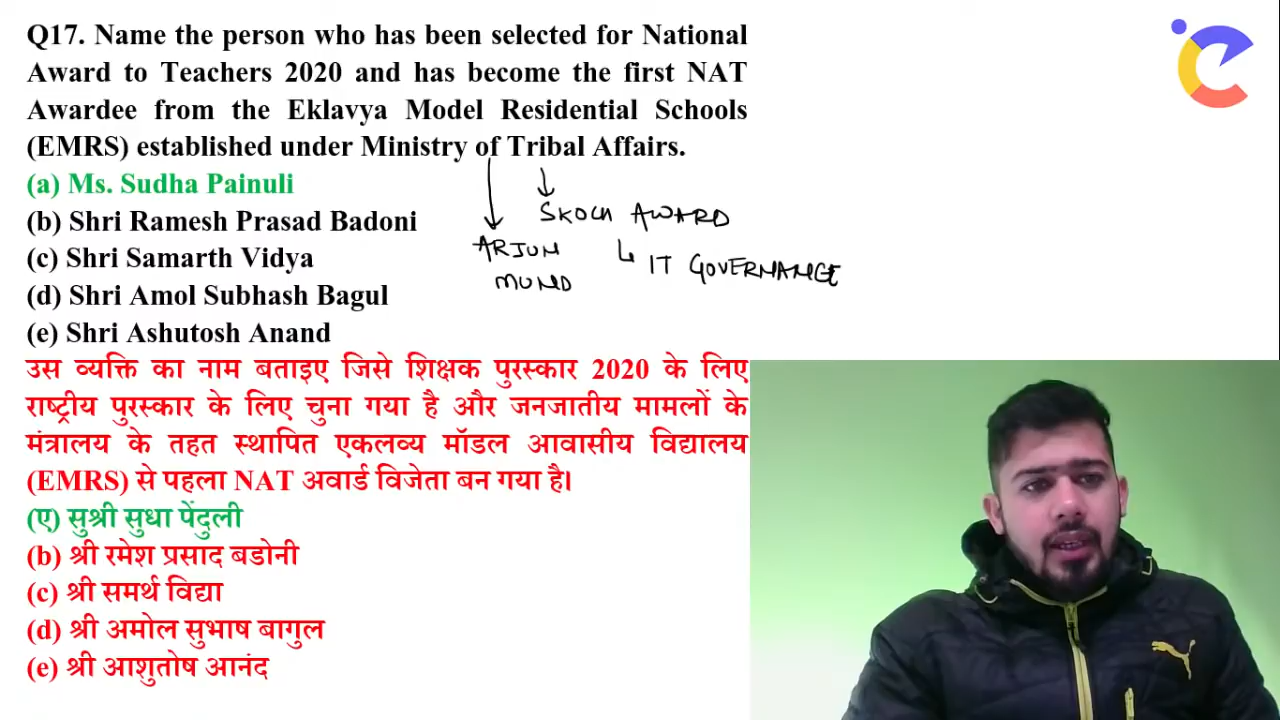 Q17. Name the person who has been selected for National
Award to Teachers 2020 and has become the first NAT
Awardee from the Eklavya Model Residential Schools
(EMRS) established under Ministry of Tribal Affairs.
(a) Ms. Sudha Painuli
(b) Shri Ramesh Prasad Badoni
(c) Shri Samarth Vidya
(d) Shri Amol Subhash Bagul
(e) Shri Ashutosh Anand
SKOCH AWARD
ARJUN
MUND
IT GOVERNANCE
उस व्यक्ति का नाम बताइए जिसे शिक्षक पुरस्कार 2020 के लिए
राष्ट्रीय पुरस्कार के लिए चुना गया है और जनजातीय मामलों के
मंत्रालय के तहत स्थापित एकलव्य मॉडल आवासीय विद्यालय
(EMRS) से पहला NAT अवार्ड विजेता बन गया है।
(ए) सुश्री सुधा पेंदुली
(b) श्री रमेश प्रसाद बडोनी
(c) श्री समर्थ विद्या
(d) श्री अमोल सुभाष बागुल
(e) श्री आशुतोष आनंद